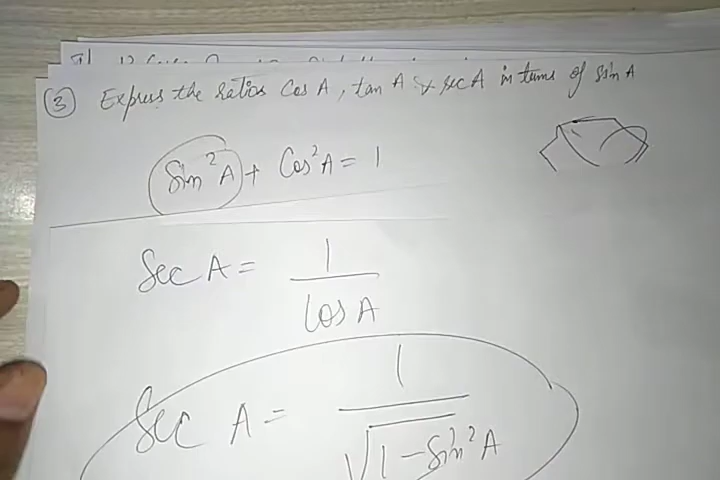 ③ Express the ratios Cos A, tan A & sec A in terms of sin A
Sin²A + Cos²A = 1
Sec A = 1 / Cos A
Sec A = 1 / √1-Sin²A